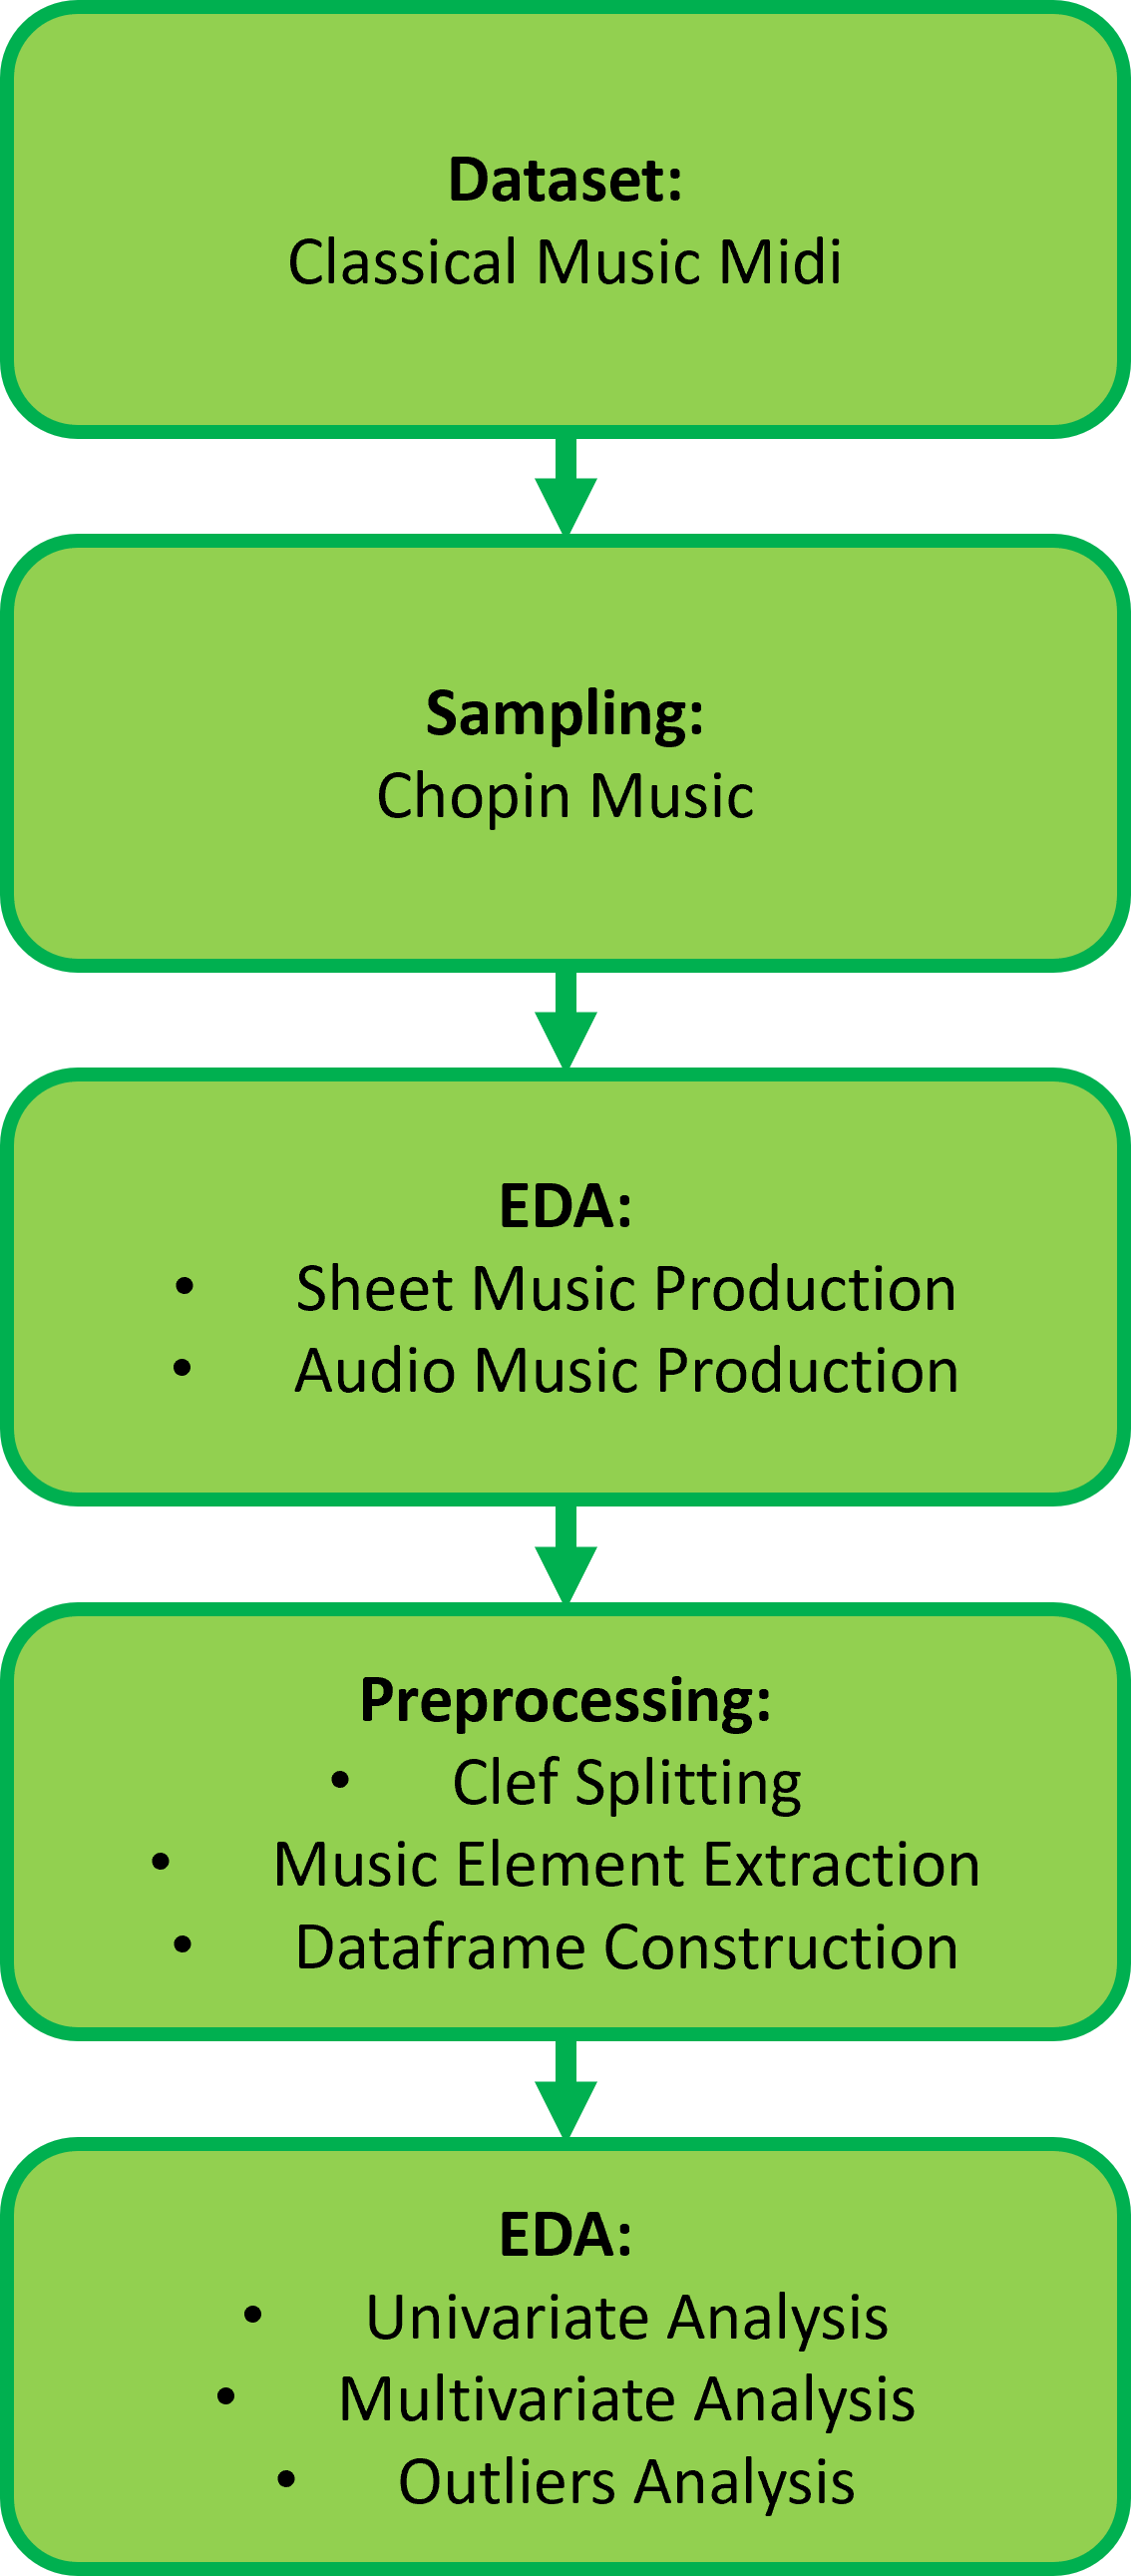 Dataset:
Classical Music Midi
Sampling:
Chopin Music
EDA:
• Sheet Music Production
• Audio Music Production
Preprocessing:
• Clef Splitting
• Music Element Extraction
• Dataframe Construction
EDA:
• Univariate Analysis
• Multivariate Analysis
• Outliers Analysis